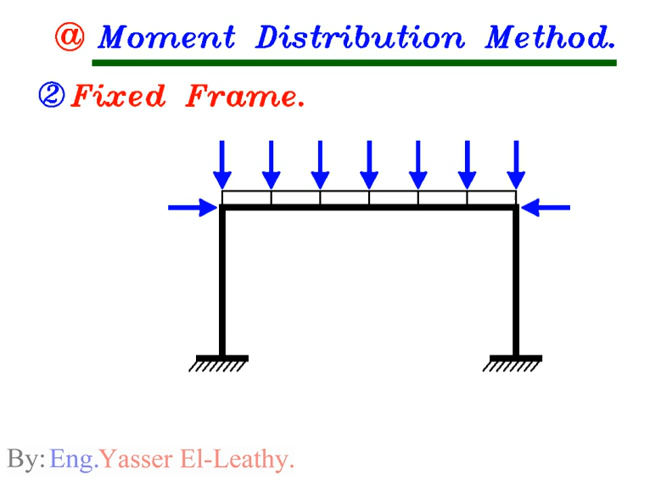 @ Moment Distribution Method.
② Fixed Frame.
By: Eng.Yasser El-Leathy.